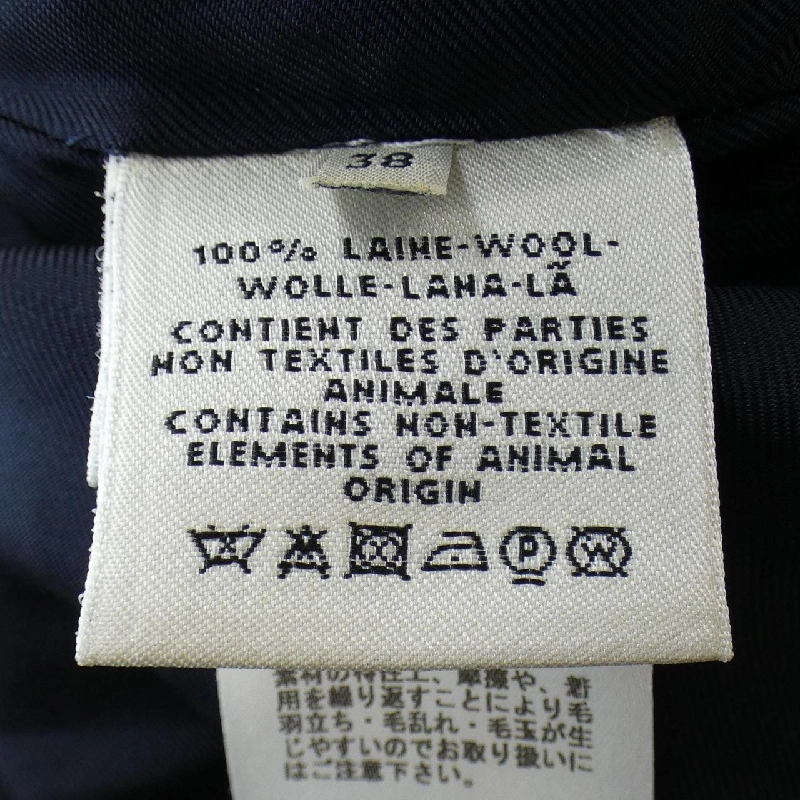 38
100% LAINE-WOOL-
WOLLE-LANA-LÃ
CONTIENT DES PARTIES
NON TEXTILES D'ORIGINE
ANIMALE
CONTAINS NON-TEXTILE
ELEMENTS OF ANIMAL
ORIGIN
P W
素材の特性上、摩擦や、着
用を繰り返すことにより毛
羽立ち・毛乱れ・毛玉が生
じやすいのでお取り扱いに
はご注意下さい。